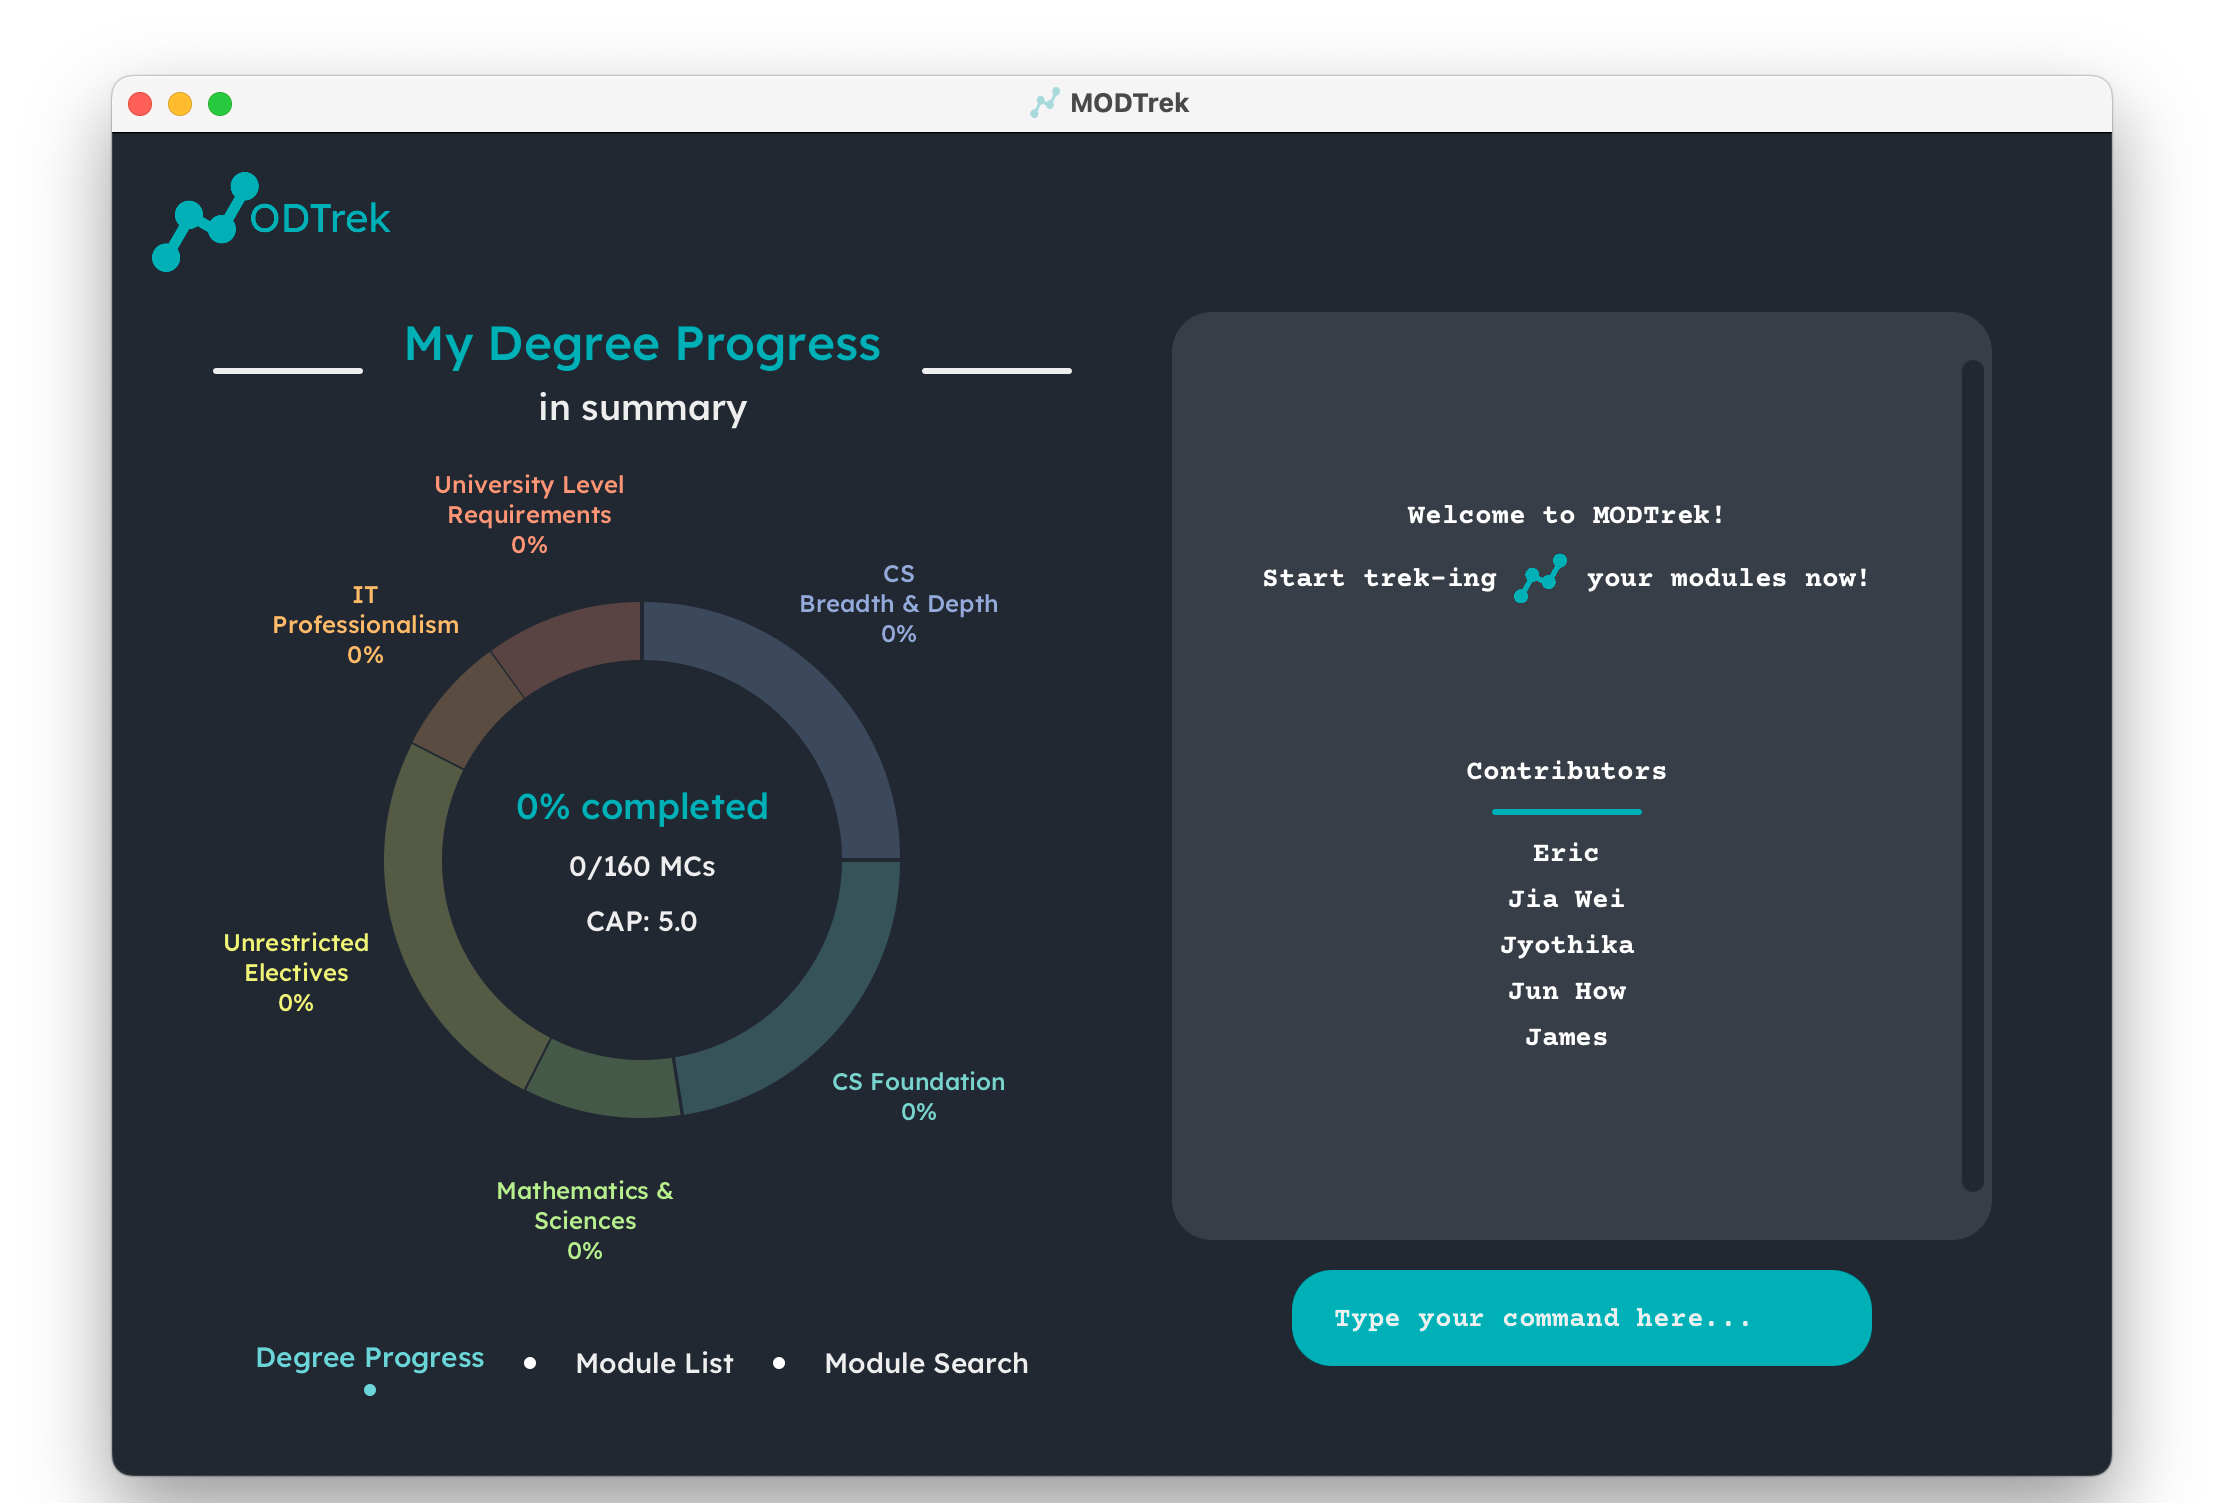 MODTrek
ODTrek
My Degree Progress
in summary
University Level
Requirements
0%
CS
Breadth & Depth
0%
IT
Professionalism
0%
0% completed
0/160 MCs
CAP: 5.0
Unrestricted
Electives
0%
CS Foundation
0%
Mathematics &
Sciences
0%
Degree Progress
Module List
Module Search
Welcome to MODTrek!
Start trek-ing your modules now!
Contributors
Eric
Jia Wei
Jyothika
Jun How
James
Type your command here...